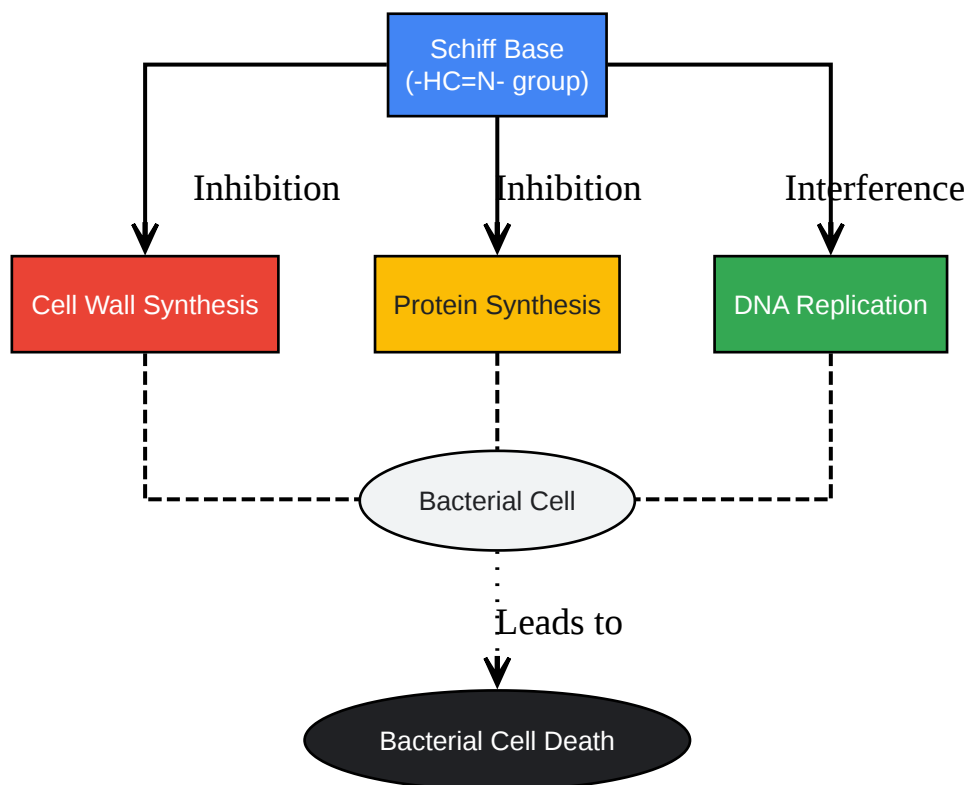 Schiff Base
(-HC=N- group)
Inhibition
Inhibition
Interference
Cell Wall Synthesis
Protein Synthesis
DNA Replication
Bacterial Cell
Leads to
Bacterial Cell Death